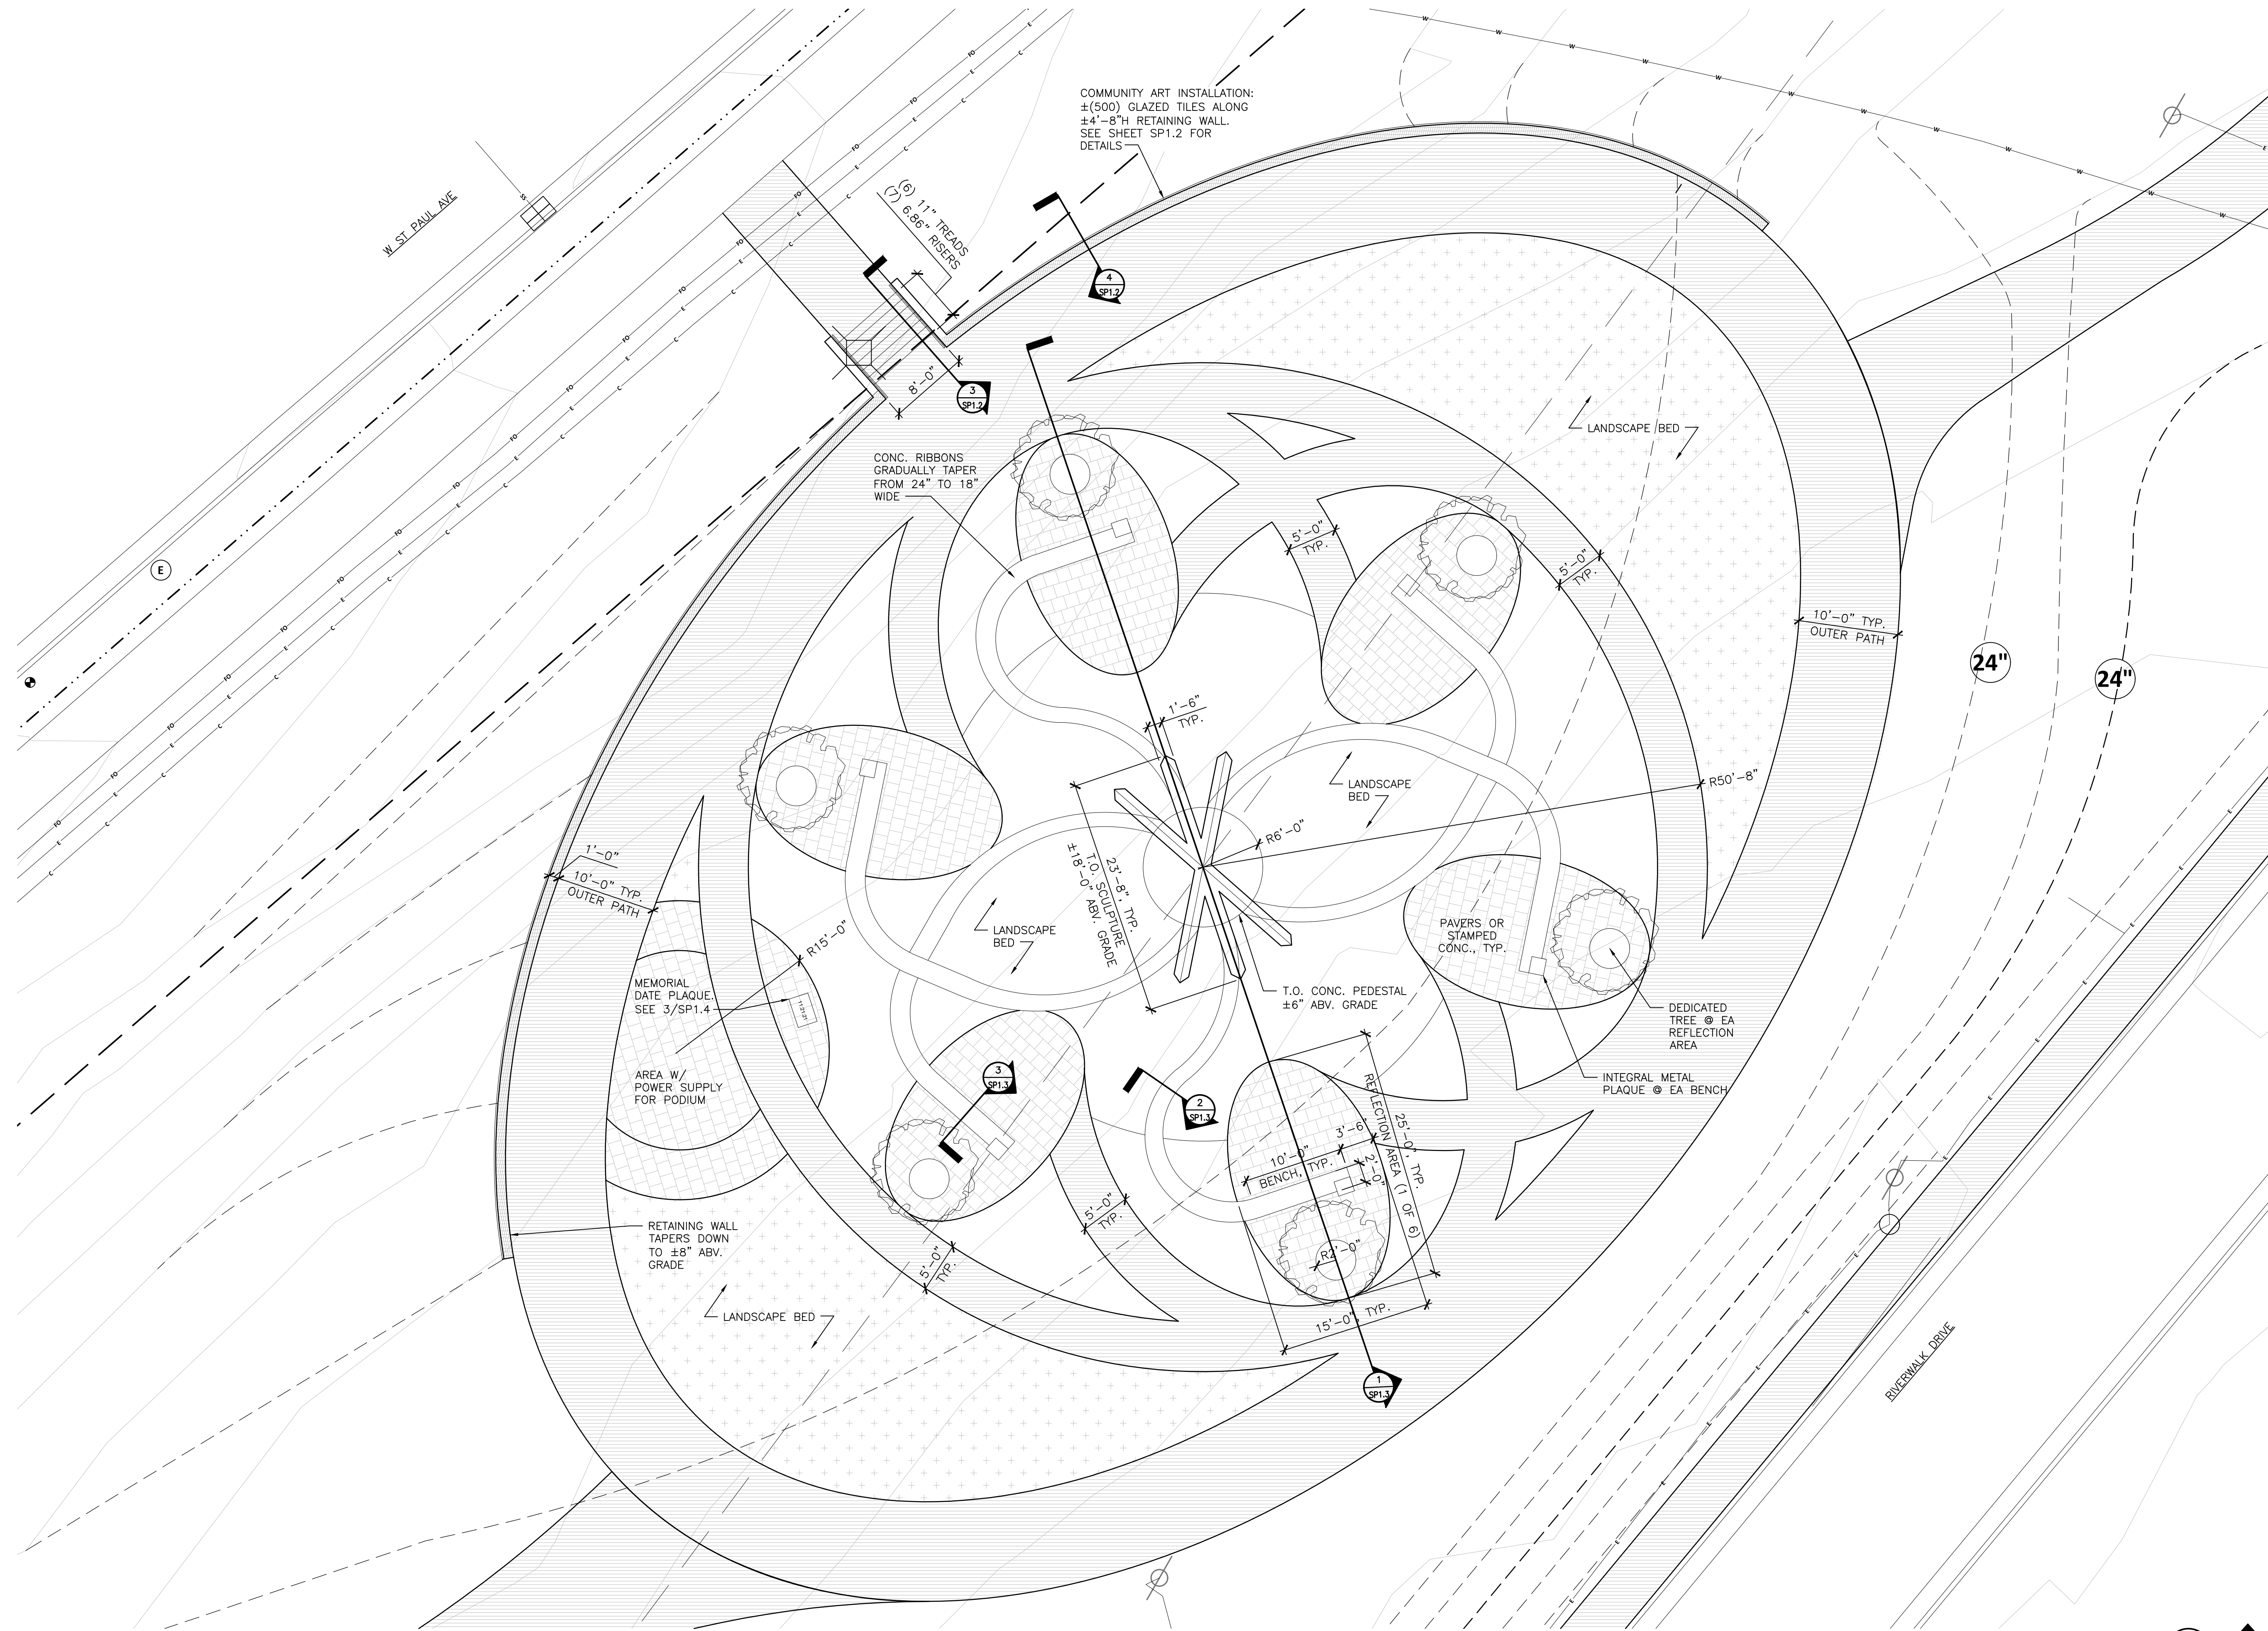 COMMUNITY ART INSTALLATION:
±(500) GLAZED TILES ALONG
±4'-8"H RETAINING WALL.
SEE SHEET SP1.2 FOR
DETAILS
W ST PAUL AVE
SS
(6) 11" TREADS
(7) 6.86" RISERS
4
SP1.2
8'-0"
3
SP1.2
CONC. RIBBONS
GRADUALLY TAPER
FROM 24" TO 18"
WIDE
LANDSCAPE BED
5'-0"
TYP.
5'-0"
TYP.
E
10'-0" TYP.
OUTER PATH
24"
24"
1'-6"
TYP.
LANDSCAPE
BED
R50'-8"
R6'-0"
1'-0"
10'-0" TYP.
OUTER PATH
23'-8", TYP.
T.O. SCULPTURE
±18'-0" ABV. GRADE
R15'-0"
LANDSCAPE
BED
PAVERS OR
STAMPED
CONC., TYP.
MEMORIAL
DATE PLAQUE.
SEE 3/SP1.4
11.21.21
T.O. CONC. PEDESTAL
±6" ABV. GRADE
DEDICATED
TREE @ EA
REFLECTION
AREA
AREA W/
POWER SUPPLY
FOR PODIUM
3
SP1.3
2
SP1.3
INTEGRAL METAL
PLAQUE @ EA BENCH
25'-0", TYP.
REFLECTION AREA (1 OF 6)
3'-6"
10'-0"
BENCH, TYP.
2'-0"
5'-0"
TYP.
RETAINING WALL
TAPERS DOWN
TO ±8" ABV.
GRADE
5'-0"
TYP.
R2'-0"
LANDSCAPE BED
15'-0", TYP.
1
SP1.3
RIVERWALK DRIVE